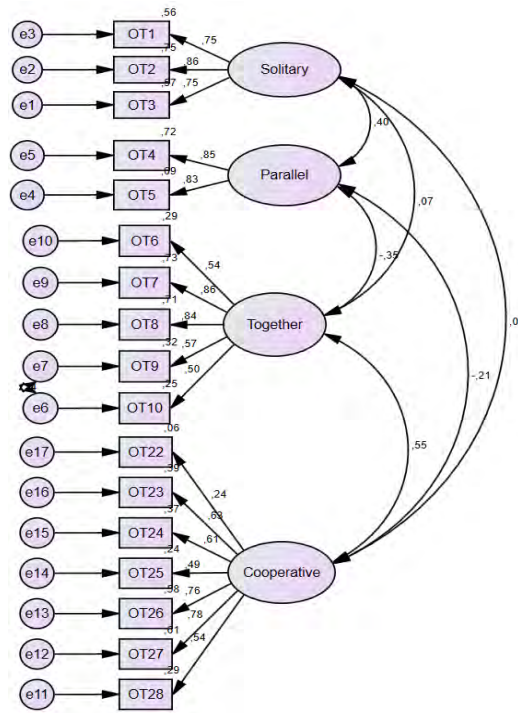 ,56
e3 OT1 ,75
,75
e2 OT2 ,86 Solitary
,57 ,75
e1 OT3
,40
,72
e5 OT4 ,85
Parallel
,69 ,83
e4 OT5
,07
,29
e10 OT6
,54
,73
-,35
e9 OT7 ,86
,71
e8 OT8 ,84 Together
,0
,32 ,57
e7 OT9
-,21
,50
,25
e6 OT10
,06
e17 OT22
,55
,39
,24
e16 OT23
,63
,37
e15 OT24 ,61
,24
e14 OT25 ,49 Cooperative
,58 ,76
e13 OT26
,78
,61
e12 OT27 ,54
,29
e11 OT28